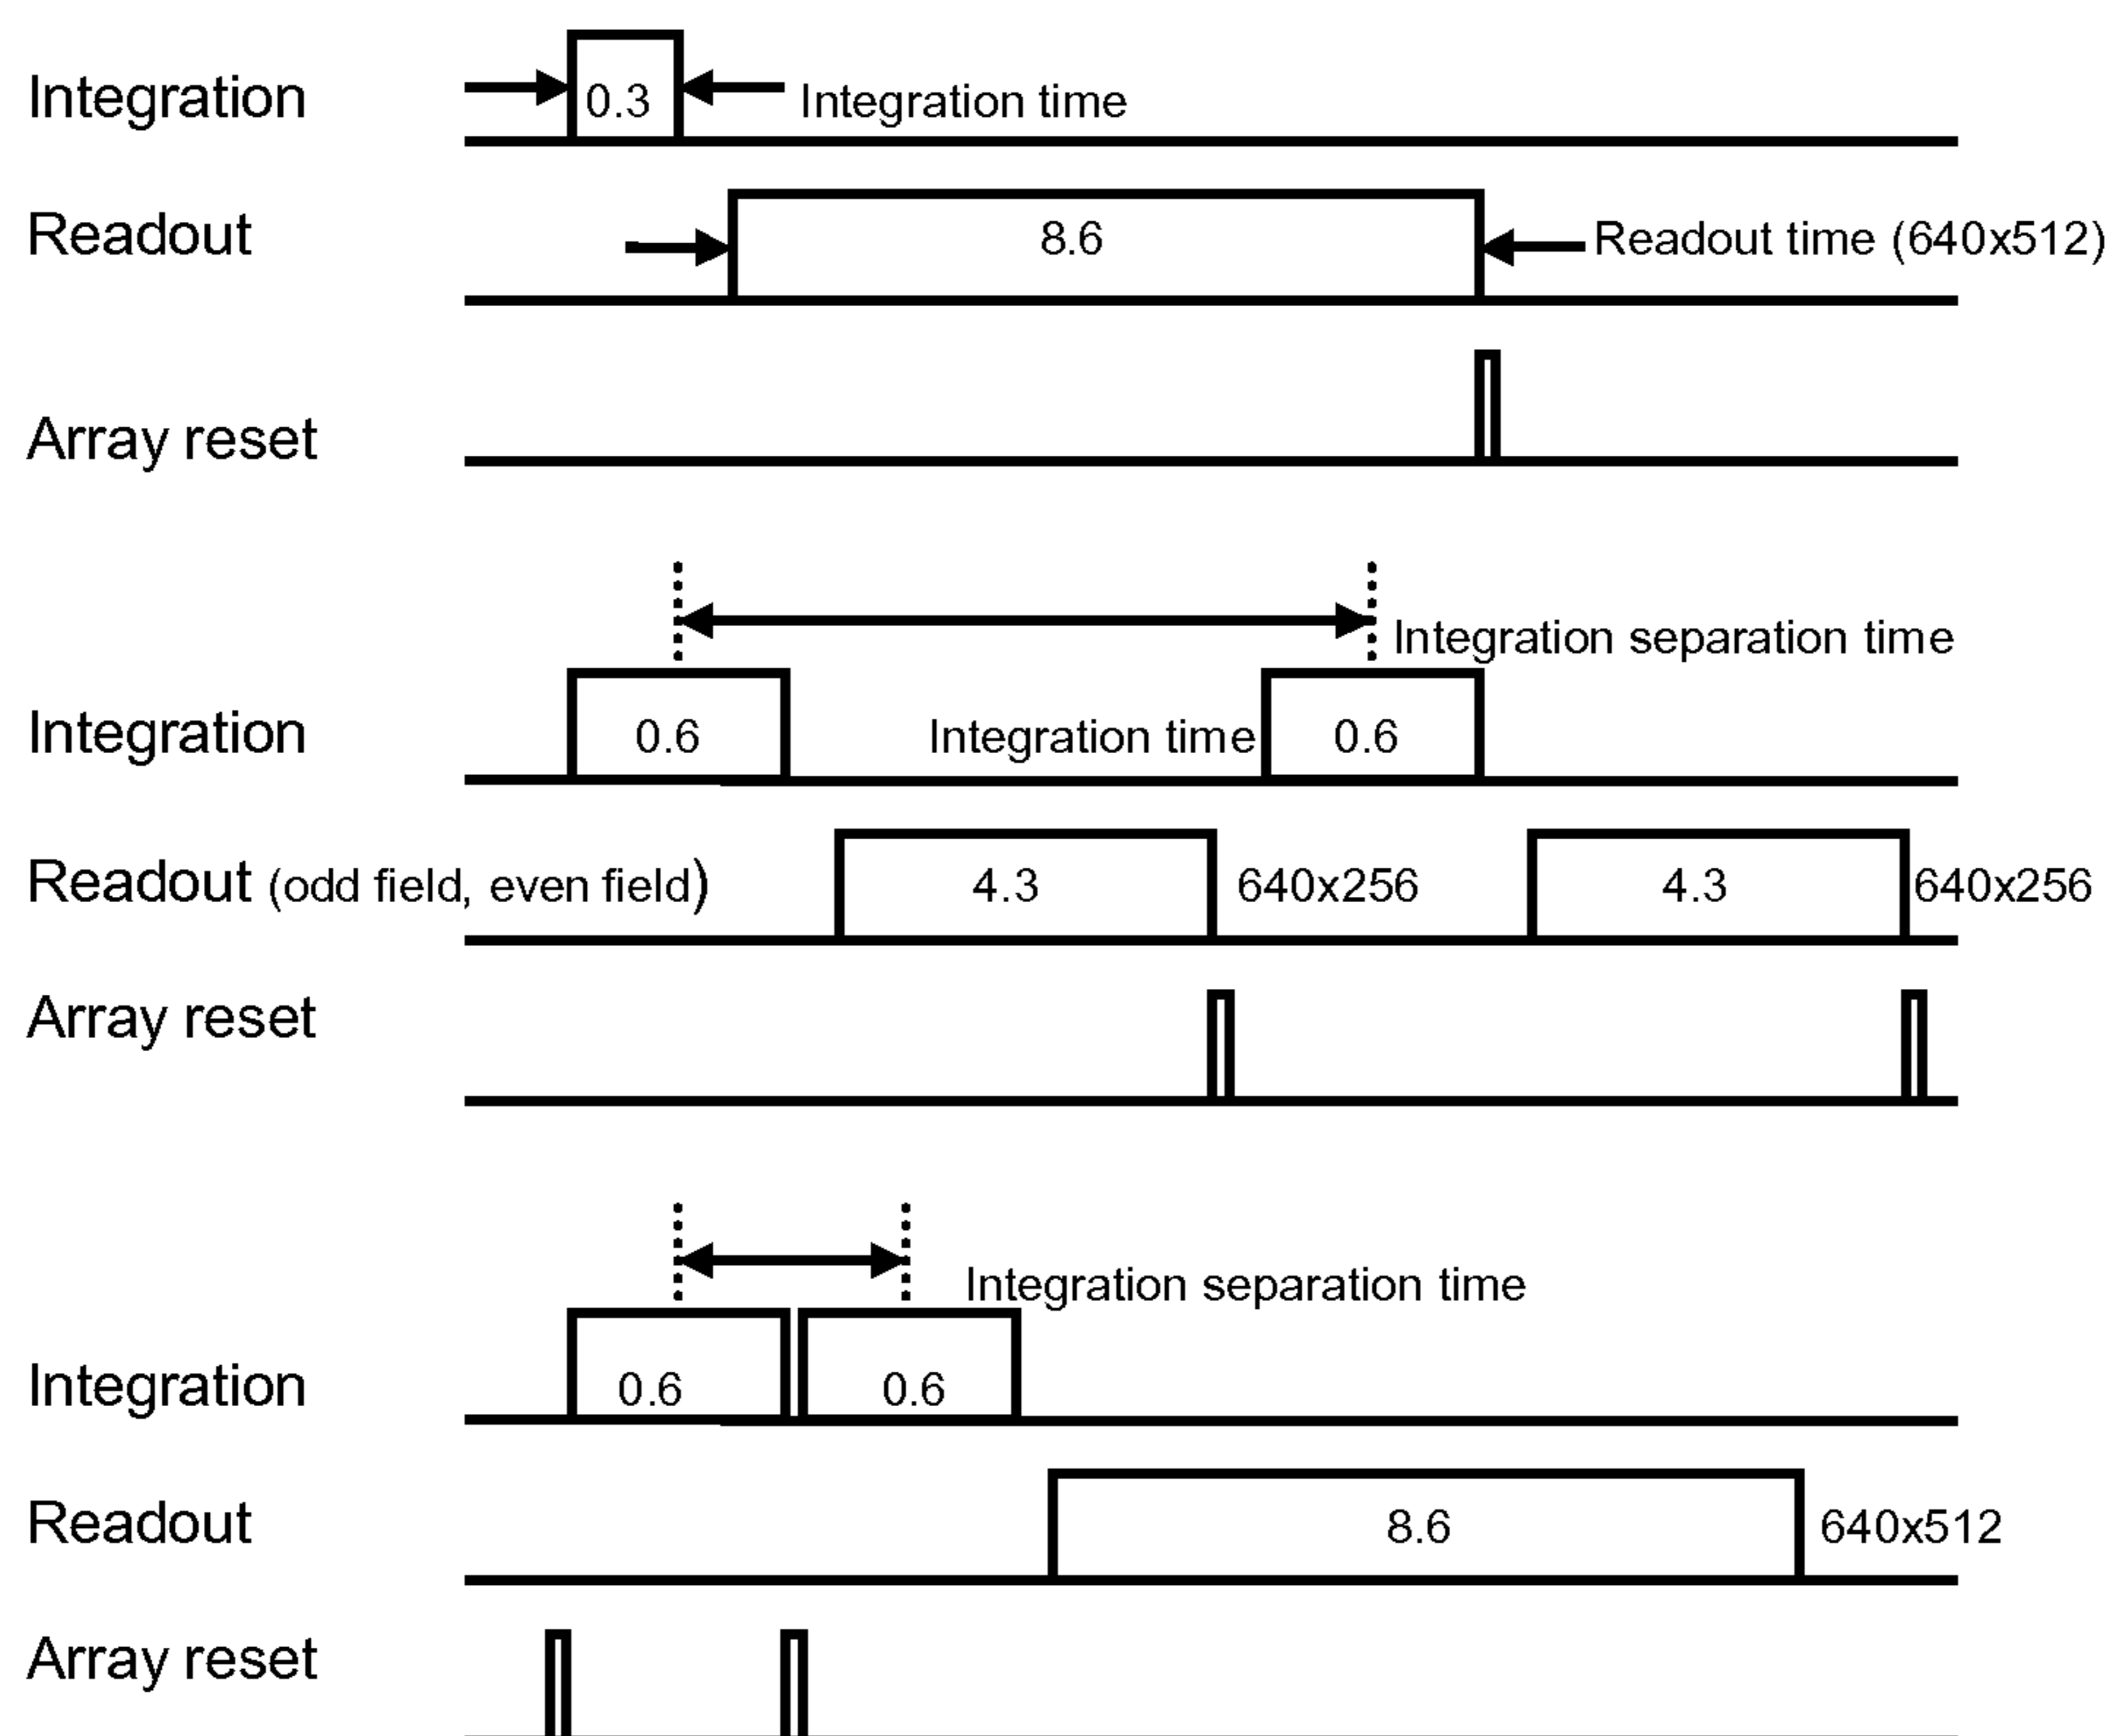 Integration 0.3 Integration time
Readout 8.6 Readout time (640x512)
Array reset
Integration separation time
Integration 0.6 Integration time 0.6
Readout (odd field, even field) 4.3 640x256 4.3 640x256
Array reset
Integration separation time
Integration 0.6 0.6
Readout 8.6 640x512
Array reset